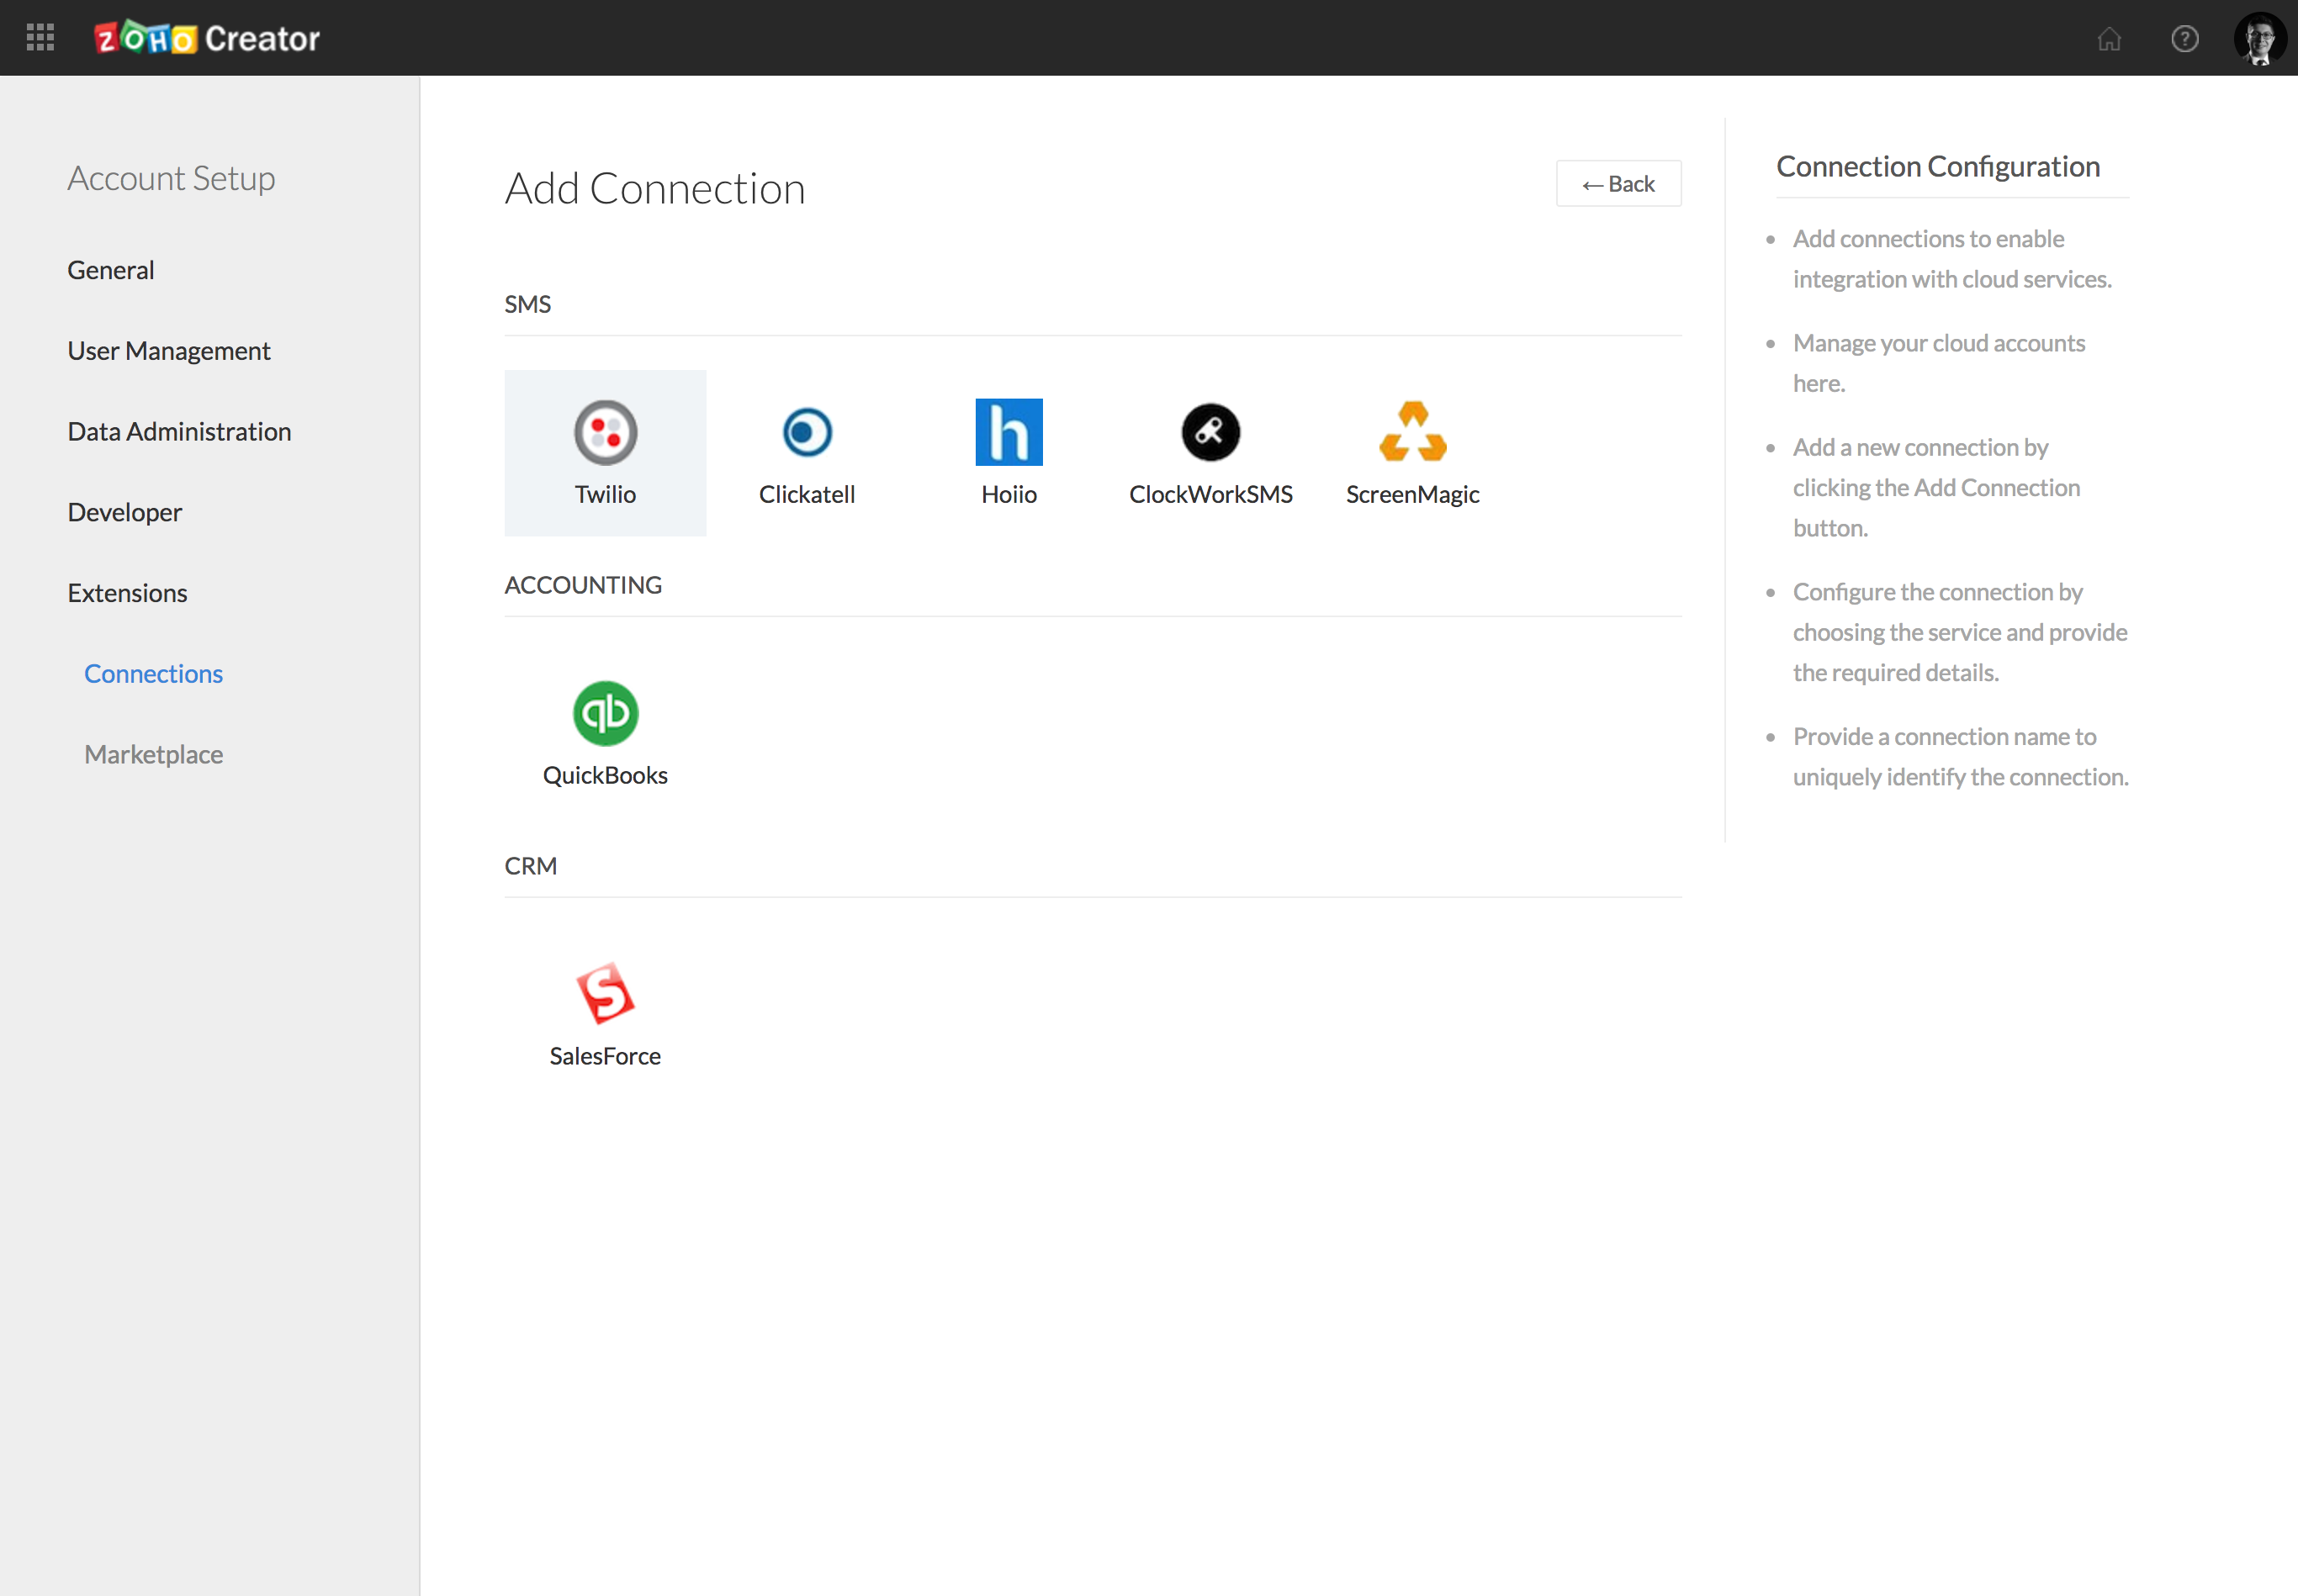 ZOHO Creator
Account Setup
General
User Management
Data Administration
Developer
Extensions
Connections
Marketplace
Add Connection
← Back
SMS
Twilio
Clickatell
Hoiio
ClockWorkSMS
ScreenMagic
ACCOUNTING
QuickBooks
CRM
SalesForce
Connection Configuration
Add connections to enable
integration with cloud services.
Manage your cloud accounts
here.
Add a new connection by
clicking the Add Connection
button.
Configure the connection by
choosing the service and provide
the required details.
Provide a connection name to
uniquely identify the connection.